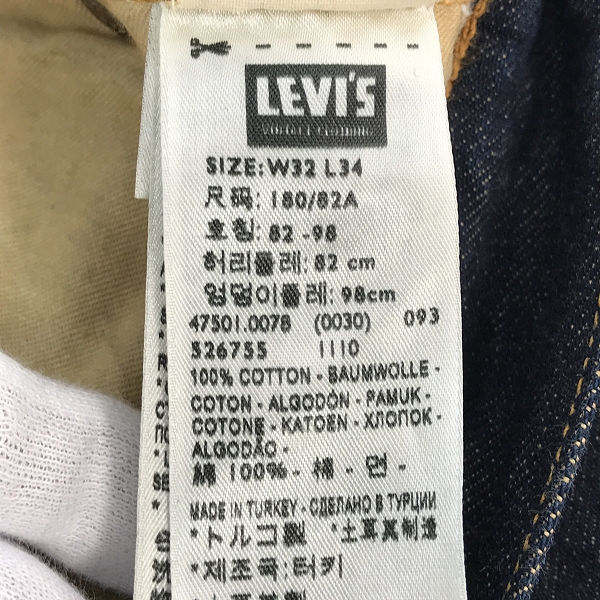 LEVI'S
VINTAGE CLOTHING
SIZE: W32 L34
尺码: 180/82A
호칭: 82 -98
허리둘레: 82 cm
엉덩이둘레: 98cm
47501.0078 (0030) 093
526755 1110
100% COTTON - BAUMWOLLE -
COTON - ALGODÓN - PAMUK -
COTONE - KATOEN - ХЛОПОК -
ALGODÃO -
綿 100% - 棉 - 면 -
MADE IN TURKEY - СДЕЛАНО В ТУРЦИИ
*トルコ製 *土耳其制造
*제조국:터키